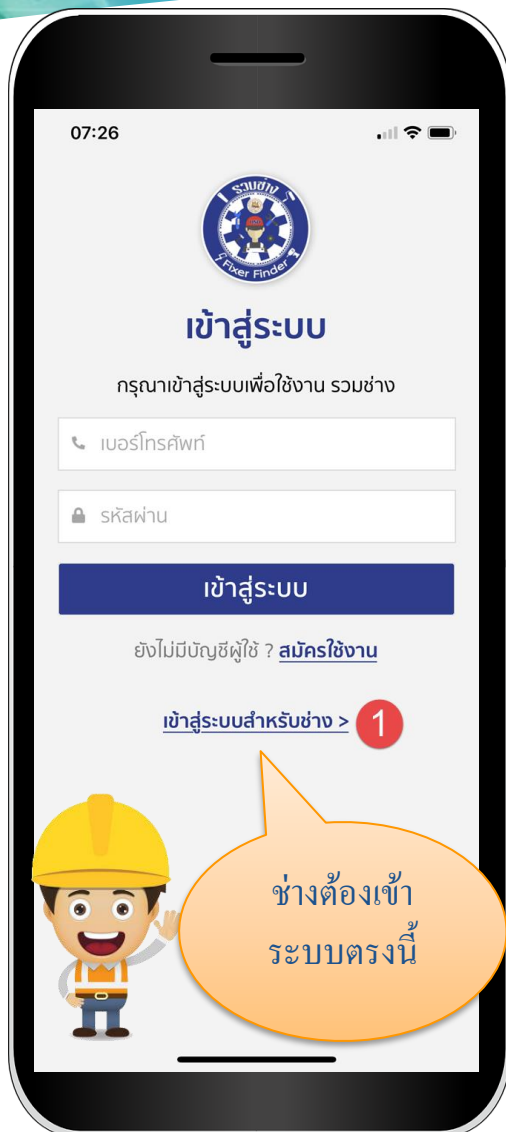 07:26
รวมช่าง
Fixer Finder
เข้าสู่ระบบ
กรุณาเข้าสู่ระบบเพื่อใช้งาน รวมช่าง
เบอร์โทรศัพท์
รหัสผ่าน
เข้าสู่ระบบ
ยังไม่มีบัญชีผู้ใช้ ? สมัครใช้งาน
เข้าสู่ระบบสำหรับช่าง > 1
ช่างต้องเข้า
ระบบตรงนี้